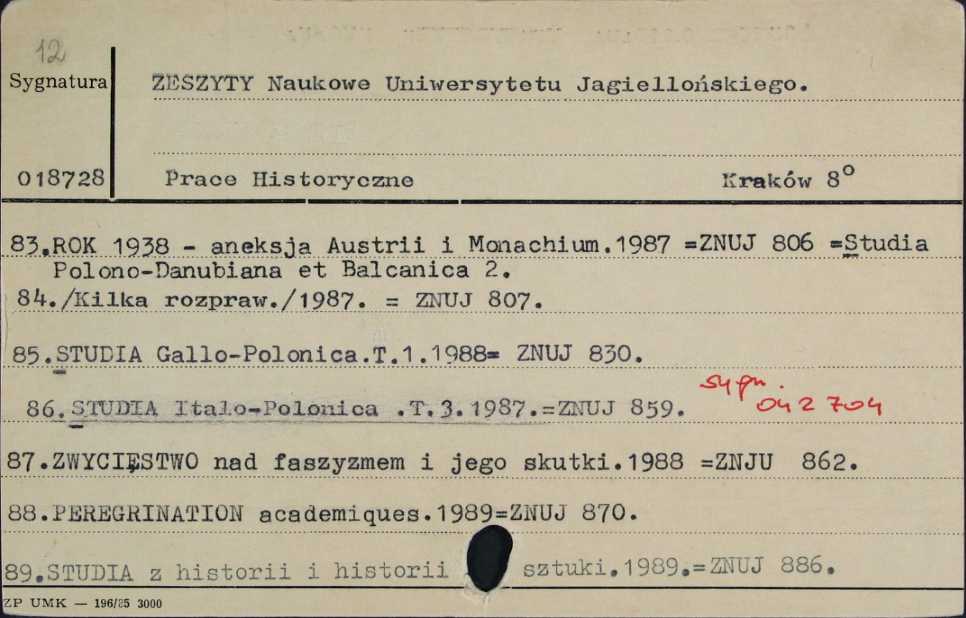 12
Sygnatura
ZESZYTY Naukowe Uniwersytetu Jagiellońskiego.
018728 Prace Historyczne Kraków 8°
83.ROK 1938 - aneksja Austrii i Monachium.1987 =ZNUJ 806 =Studia
Polono-Danubiana et Balcanica 2.
84./Kilka rozpraw./1987. = ZNUJ 807.
85.STUDIA Gallo-Polonica.T.1.1988= ZNUJ 830.
sygn.
86.STUDIA Italo-Polonica .T.3.1987.=ZNUJ 859. 042704
87.ZWYCIĘSTWO nad faszyzmem i jego skutki.1988 =ZNJU 862.
88.PEREGRINATION academiques.1989=ZNUJ 870.
89.STUDIA z historii i historii sztuki.1989.=ZNUJ 886.
ZP UMK — 196/85 3000